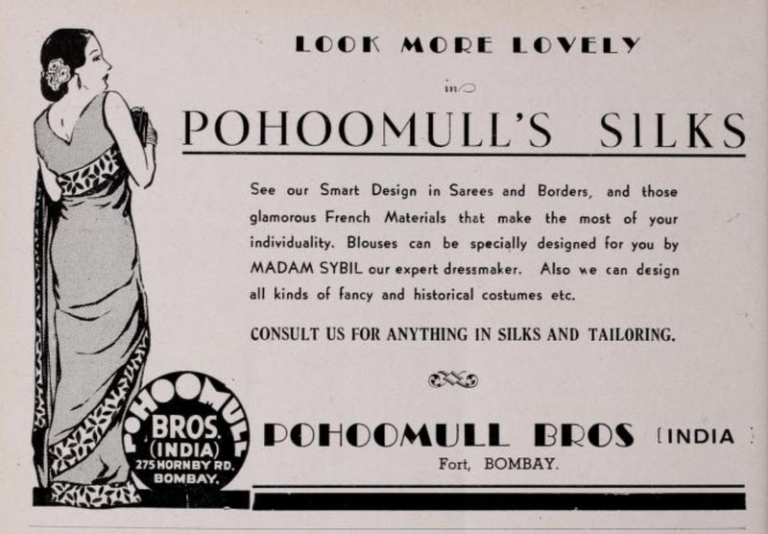 LOOK MORE LOVELY
in
POHOOMULL'S SILKS
See our Smart Design in Sarees and Borders, and those
glamorous French Materials that make the most of your
individuality. Blouses can be specially designed for you by
MADAM SYBIL our expert dressmaker. Also we can design
all kinds of fancy and historical costumes etc.
CONSULT US FOR ANYTHING IN SILKS AND TAILORING.
POHOOMULL
BROS.
(INDIA)
275 HORNBY RD.
BOMBAY.
POHOOMULL BROS [INDIA
Fort, BOMBAY.